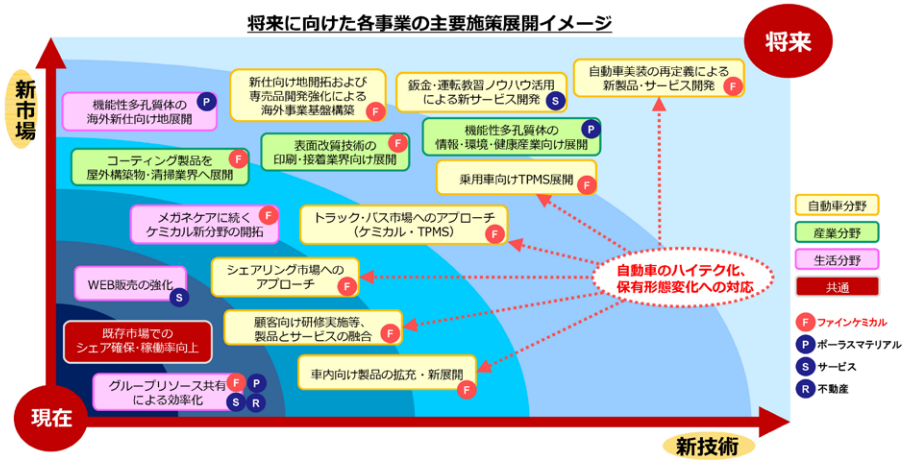 将来に向けた各事業の主要施策展開イメージ
将来
新市場
機能性多孔質体の
海外新仕向け地展開
P
新仕向け地開拓および
専売品開発強化による
海外事業基盤構築
F
鈑金・運転教習ノウハウ活用
による新サービス開発
S
自動車美装の再定義による
新製品・サービス開発
F
コーティング製品を
屋外構築物・清掃業界へ展開
F
表面改質技術の
印刷・接着業界向け展開
F
機能性多孔質体の
情報・環境・健康産業向け展開
P
乗用車向けTPMS展開
F
メガネケアに続く
ケミカル新分野の開拓
F
トラック・バス市場へのアプローチ
（ケミカル・TPMS）
F
WEB販売の強化
S
シェアリング市場への
アプローチ
F
自動車のハイテク化、
保有形態変化への対応
既存市場での
シェア確保・稼働率向上
顧客向け研修実施等、
製品とサービスの融合
F
グループリソース共有
による効率化
F
P
S
R
車内向け製品の拡充・新展開
F
現在
新技術
自動車分野
産業分野
生活分野
共通
F ファインケミカル
P ポーラスマテリアル
S サービス
R 不動産